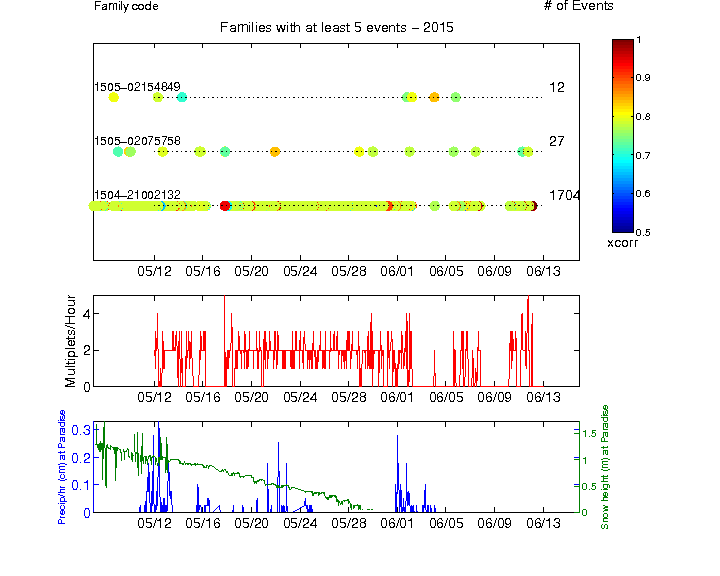 Family code
# of Events
Families with at least 5 events – 2015
1505–02154849
12
1505–02075758
27
1504–21002132
1704
05/12 05/16 05/20 05/24 05/28 06/01 06/05 06/09 06/13
1
0.9
0.8
0.7
0.6
0.5
xcorr
Multiplets/Hour
4
2
0
05/12 05/16 05/20 05/24 05/28 06/01 06/05 06/09 06/13
Precip/hr (cm) at Paradise
0.3
0.2
0.1
0
1.5
1
0.5
0
Snow height (m) at Paradise
05/12 05/16 05/20 05/24 05/28 06/01 06/05 06/09 06/13